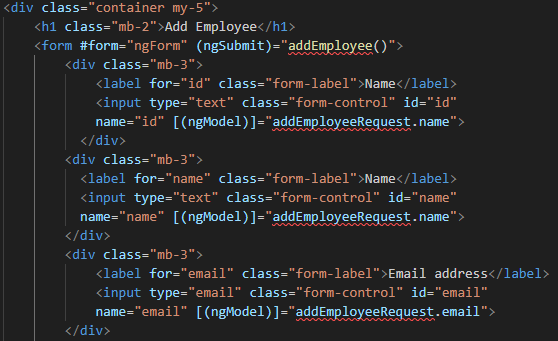 <div class="container my-5">
<h1 class="mb-2">Add Employee</h1>
<form #form="ngForm" (ngSubmit)="addEmployee()">
<div class="mb-3">
<label for="id" class="form-label">Name</label>
<input type="text" class="form-control" id="id"
name="id" [(ngModel)]="addEmployeeRequest.name">
</div>
<div class="mb-3">
<label for="name" class="form-label">Name</label>
<input type="text" class="form-control" id="name"
name="name" [(ngModel)]="addEmployeeRequest.name">
</div>
<div class="mb-3">
<label for="email" class="form-label">Email address</label>
<input type="email" class="form-control" id="email"
name="email" [(ngModel)]="addEmployeeRequest.email">
</div>